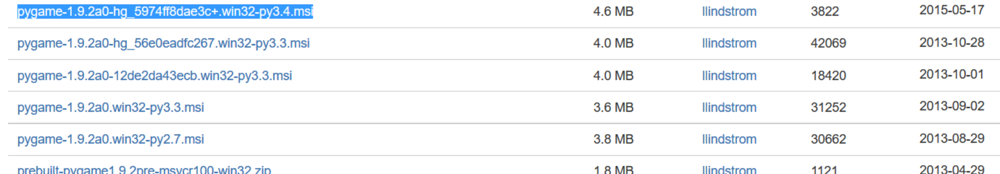 pygame-1.9.2a0-hg_5974ff8dae3c+.win32-py3.4.msi 4.6 MB llindstrom 3822 2015-05-17
pygame-1.9.2a0-hg_56e0eadfc267.win32-py3.3.msi 4.0 MB llindstrom 42069 2013-10-28
pygame-1.9.2a0-12de2da43ecb.win32-py3.3.msi 4.0 MB llindstrom 18420 2013-10-01
pygame-1.9.2a0.win32-py3.3.msi 3.6 MB llindstrom 31252 2013-09-02
pygame-1.9.2a0.win32-py2.7.msi 3.8 MB llindstrom 30662 2013-08-29
prebuilt-pygame1.9.2pre-msvcr100-win32.zip 1.8 MB llindstrom 1121 2013-04-29